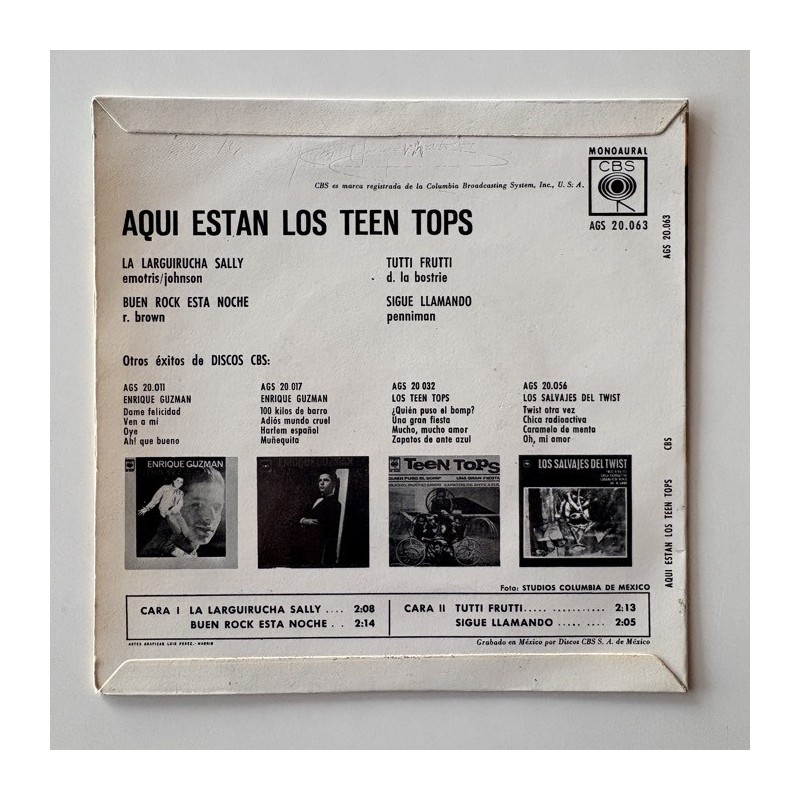 MONOAURAL
CBS
CBS es marca registrada de la Columbia Broadcasting System, Inc., U. S. A.
AGS 20.063
AQUI ESTAN LOS TEEN TOPS
LA LARGUIRUCHA SALLY
emotris/johnson
BUEN ROCK ESTA NOCHE
r. brown
TUTTI FRUTTI
d. la bostrie
SIGUE LLAMANDO
penniman
Otros éxitos de DISCOS CBS:
AGS 20.011
ENRIQUE GUZMAN
Dame felicidad
Ven a mí
Oye
Ah! que bueno
AGS 20.017
ENRIQUE GUZMAN
100 kilos de barro
Adiós mundo cruel
Harlem español
Muñequita
AGS 20 032
LOS TEEN TOPS
¿Quién puso el bomp?
Una gran fiesta
Mucho, mucho amor
Zapatos de ante azul
AGS 20.056
LOS SALVAJES DEL TWIST
Twist otra vez
Chica radioactiva
Caramelo de menta
Oh, mi amor
ENRIQUE GUZMAN
ENRIQUE GUZMAN
TEEN TOPS
LOS SALVAJES DEL TWIST
Foto: STUDIOS COLUMBIA DE MEXICO
CARA I LA LARGUIRUCHA SALLY .... 2:08
BUEN ROCK ESTA NOCHE . . 2:14
CARA II TUTTI FRUTTI..... ........... 2:13
SIGUE LLAMANDO ..... .... 2:05
ARTES GRAFICAS LUIS PEREZ.-MADRID
Grabado en México por Discos CBS S. A. de México
AGS 20.063
AQUI ESTAN LOS TEEN TOPS CBS